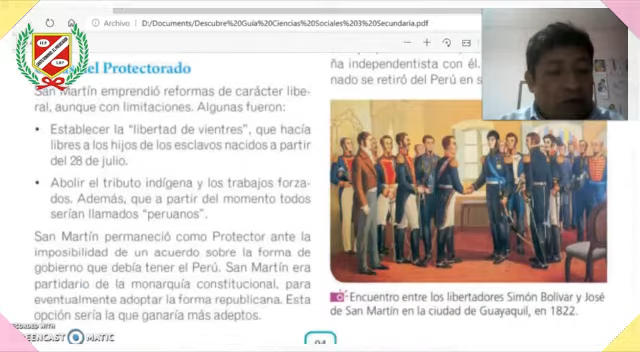 Archivo
D:/Documents/Descubre%20Guía%20Ciencias%20Sociales%203%20Secundaria.pdf
del Protectorado
San Martín emprendió reformas de carácter libe-
ral, aunque con limitaciones. Algunas fueron:
• Establecer la “libertad de vientres”, que hacía
libres a los hijos de los esclavos nacidos a partir
del 28 de julio.
• Abolir el tributo indígena y los trabajos forza-
dos. Además, que a partir del momento todos
serían llamados “peruanos”.
San Martín permaneció como Protector ante la
imposibilidad de un acuerdo sobre la forma de
gobierno que debía tener el Perú. San Martín era
partidario de la monarquía constitucional, para
eventualmente adoptar la forma republicana. Esta
opción sería la que ganaría más adeptos.
ña independentista con él.
nado se retiró del Perú en s
Encuentro entre los libertadores Simón Bolívar y José
de San Martín en la ciudad de Guayaquil, en 1822.
94